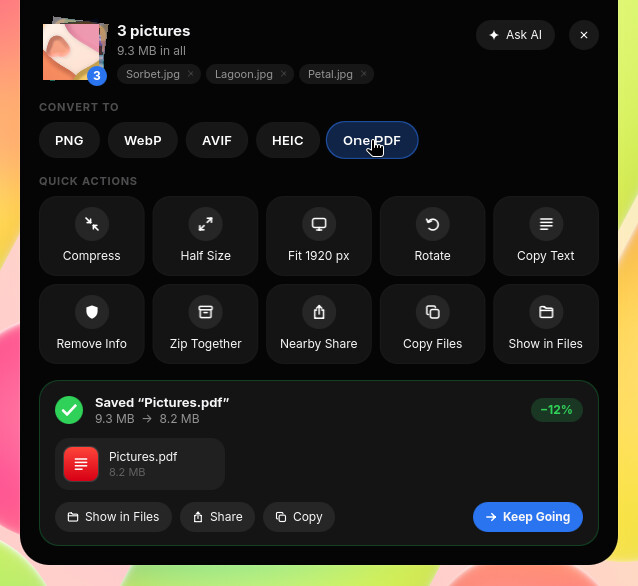 3 pictures
Ask AI
9.3 MB in all
3
Sorbet.jpg × Lagoon.jpg × Petal.jpg ×
CONVERT TO
PNG WebP AVIF HEIC One PDF
QUICK ACTIONS
Compress Half Size Fit 1920 px Rotate Copy Text
Remove Info Zip Together Nearby Share Copy Files Show in Files
Saved “Pictures.pdf”
9.3 MB → 8.2 MB
−12%
Pictures.pdf
8.2 MB
Show in Files Share Copy → Keep Going